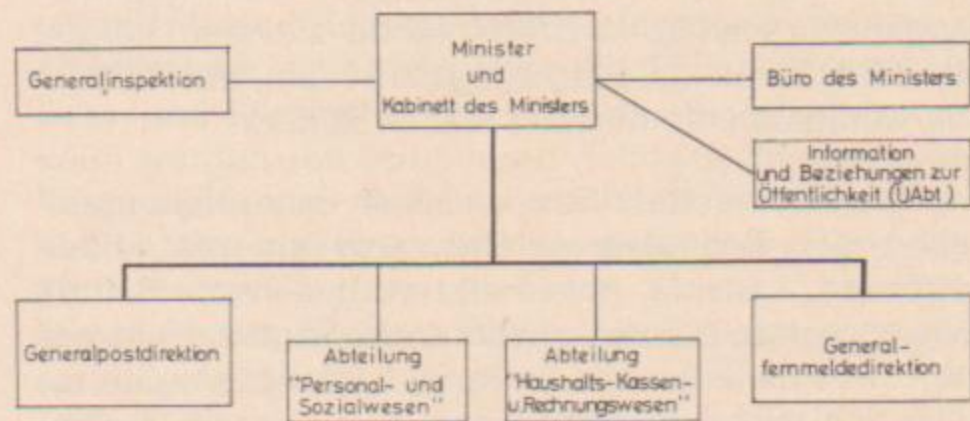 Generalinspektion
Minister
und
Kabinett des Ministers
Büro des Ministers
Information
und Beziehungen zur
Öffentlichkeit (UAbt)
Generalpostdirektion
Abteilung
"Personal- und
Sozialwesen"
Abteilung
"Haushalts-Kassen-
u.Rechnungswesen"
General-
fernmeldedirektion